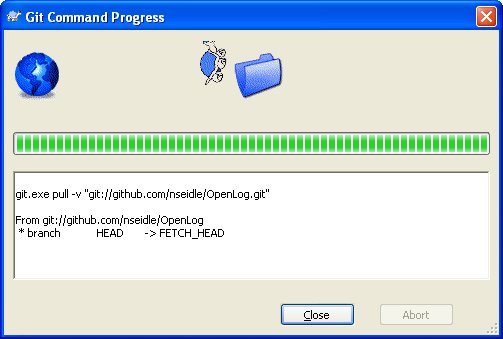 Git Command Progress
git.exe pull -v "git://github.com/nseidle/OpenLog.git"
From git://github.com/nseidle/OpenLog
* branch HEAD -> FETCH_HEAD
Close
Abort